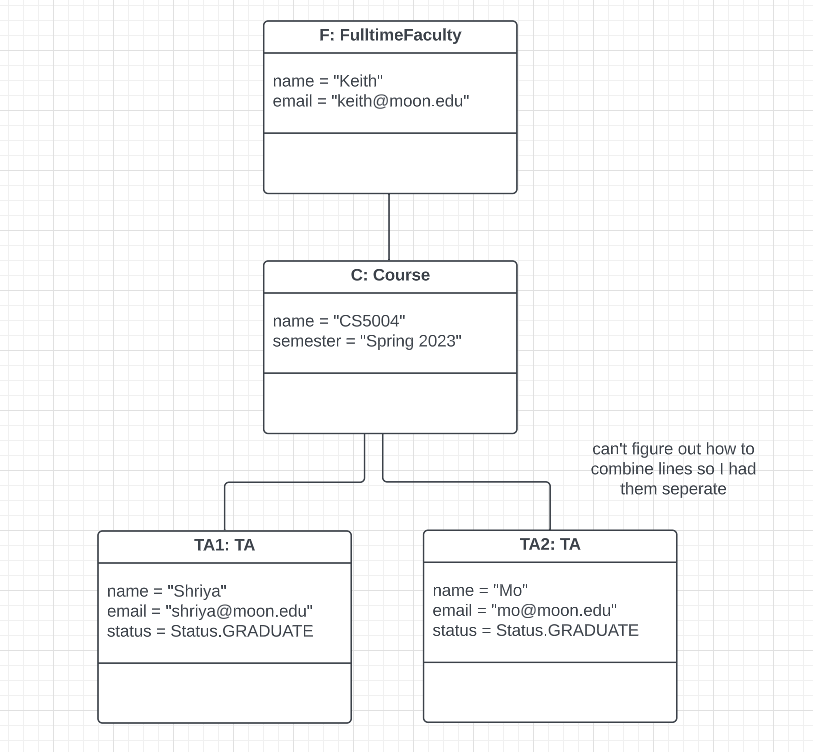 F: FulltimeFaculty
name = "Keith"
email = "keith@moon.edu"
C: Course
name = "CS5004"
semester = "Spring 2023"
can't figure out how to
combine lines so I had
them seperate
TA1: TA
name = "Shriya"
email = "shriya@moon.edu"
status = Status.GRADUATE
TA2: TA
name = "Mo"
email = "mo@moon.edu"
status = Status.GRADUATE